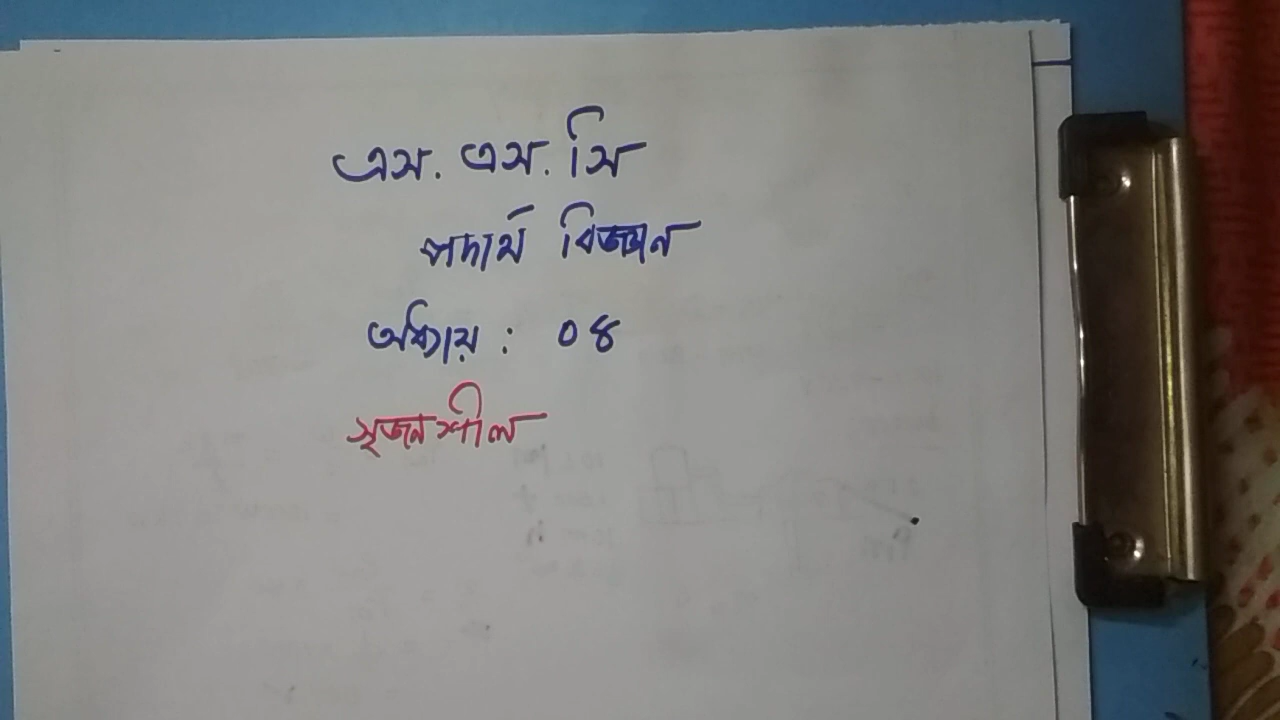 এস. এস. সি
পদার্থ বিজ্ঞান
অধ্যায় : ০৪
সৃজনশীল